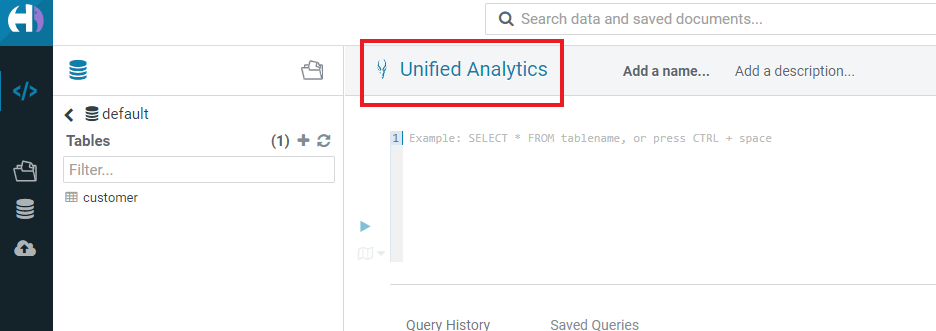 Search data and saved documents...
Unified Analytics
Add a name...
Add a description...
default
Tables (1)
Filter...
customer
1 Example: SELECT * FROM tablename, or press CTRL + space
Query History
Saved Queries